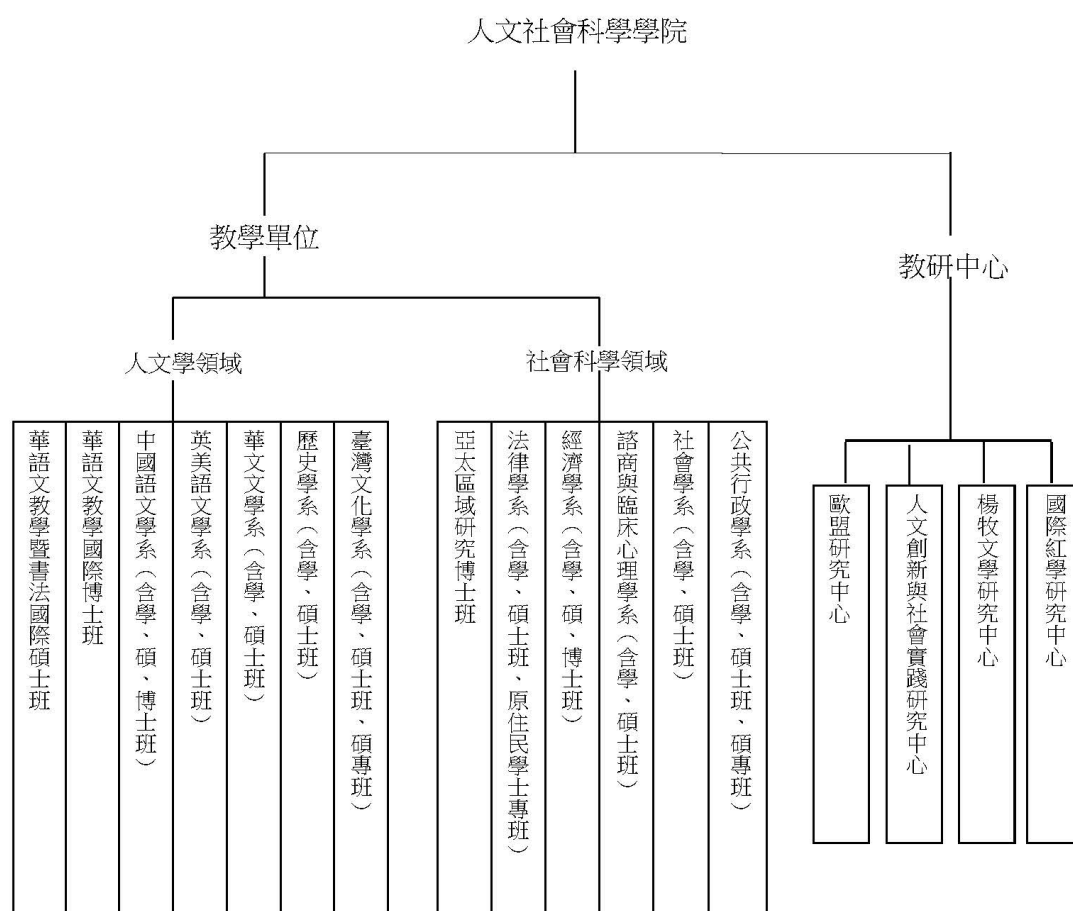 人文社會科學學院
教學單位
教研中心
人文學領域
社會科學領域
華語文教學暨書法國際碩士班
華語文教學國際博士班
中國語文學系（含學、碩、博士班）
英美語文學系（含學、碩士班）
華文文學系（含學、碩士班）
歷史學系（含學、碩士班）
臺灣文化學系（含學、碩士班、碩專班）
亞太區域研究博士班
法律學系（含學、碩士班、原住民學士專班）
經濟學系（含學、碩、博士班）
諮商與臨床心理學系（含學、碩士班）
社會學系（含學、碩士班）
公共行政學系（含學、碩士班、碩專班）
歐盟研究中心
人文創新與社會實踐研究中心
楊牧文學研究中心
國際紅學研究中心